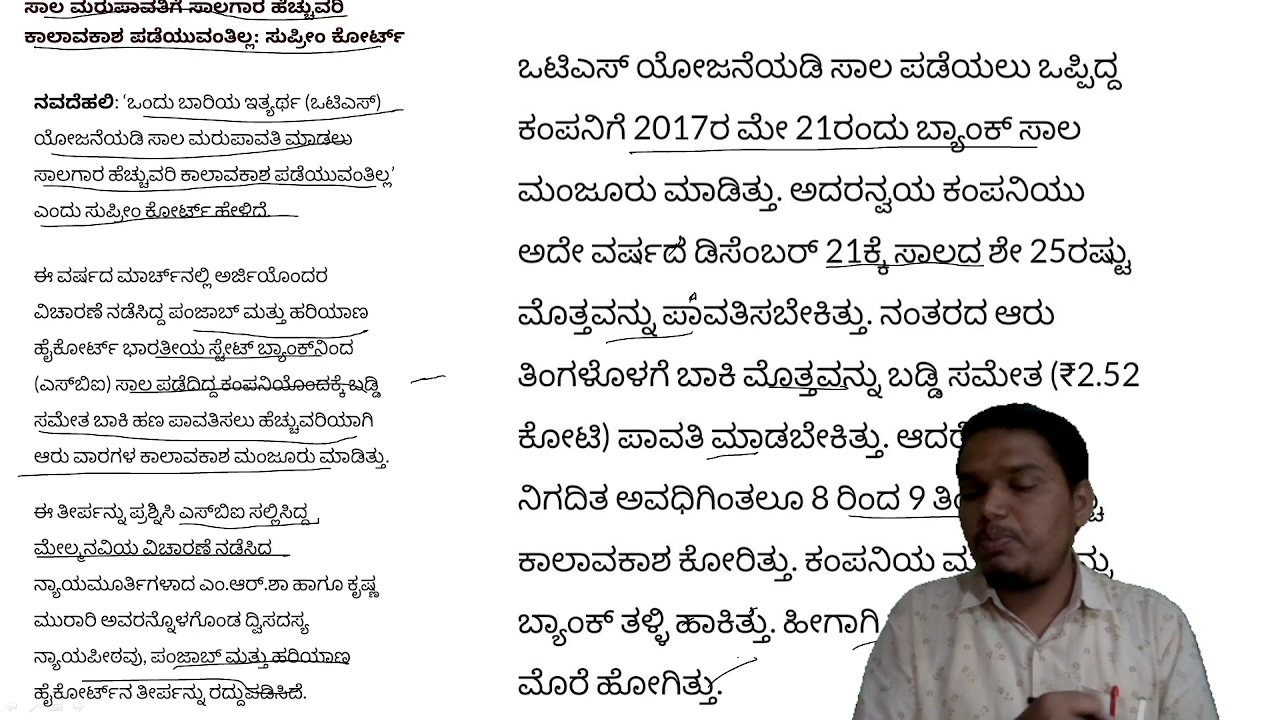 ಸಾಲ ಮರುಪಾವತಿಗೆ ಸಾಲಗಾರ ಹೆಚ್ಚುವರಿ
ಕಾಲಾವಕಾಶ ಪಡೆಯುವಂತಿಲ್ಲ: ಸುಪ್ರೀಂ ಕೋರ್ಟ್
ನವದೆಹಲಿ: ‘ಒಂದು ಬಾರಿಯ ಇತ್ಯರ್ಥ (ಒಟಿಎಸ್)
ಯೋಜನೆಯಡಿ ಸಾಲ ಮರುಪಾವತಿ ಮಾಡಲು
ಸಾಲಗಾರ ಹೆಚ್ಚುವರಿ ಕಾಲಾವಕಾಶ ಪಡೆಯುವಂತಿಲ್ಲ’
ಎಂದು ಸುಪ್ರೀಂ ಕೋರ್ಟ್ ಹೇಳಿದೆ.
ಈ ವರ್ಷದ ಮಾರ್ಚ್‌ನಲ್ಲಿ ಅರ್ಜಿಯೊಂದರ
ವಿಚಾರಣೆ ನಡೆಸಿದ್ದ ಪಂಜಾಬ್ ಮತ್ತು ಹರಿಯಾಣ
ಹೈಕೋರ್ಟ್ ಭಾರತೀಯ ಸ್ಟೇಟ್ ಬ್ಯಾಂಕ್‌ನಿಂದ
(ಎಸ್‌ಬಿಐ) ಸಾಲ ಪಡೆದಿದ್ದ ಕಂಪನಿಯೊಂದಕ್ಕೆ ಬಡ್ಡಿ
ಸಮೇತ ಬಾಕಿ ಹಣ ಪಾವತಿಸಲು ಹೆಚ್ಚುವರಿಯಾಗಿ
ಆರು ವಾರಗಳ ಕಾಲಾವಕಾಶ ಮಂಜೂರು ಮಾಡಿತ್ತು.
ಈ ತೀರ್ಪನ್ನು ಪ್ರಶ್ನಿಸಿ ಎಸ್‌ಬಿಐ ಸಲ್ಲಿಸಿದ್ದ
ಮೇಲ್ಮನವಿಯ ವಿಚಾರಣೆ ನಡೆಸಿದ
ನ್ಯಾಯಮೂರ್ತಿಗಳಾದ ಎಂ.ಆರ್.ಶಾ ಹಾಗೂ ಕೃಷ್ಣ
ಮುರಾರಿ ಅವರನ್ನೊಳಗೊಂಡ ದ್ವಿಸದಸ್ಯ
ನ್ಯಾಯಪೀಠವು, ಪಂಜಾಬ್ ಮತ್ತು ಹರಿಯಾಣ
ಹೈಕೋರ್ಟ್‌ನ ತೀರ್ಪನ್ನು ರದ್ದುಪಡಿಸಿದೆ.
ಒಟಿಎಸ್ ಯೋಜನೆಯಡಿ ಸಾಲ ಪಡೆಯಲು ಒಪ್ಪಿದ್ದ
ಕಂಪನಿಗೆ 2017ರ ಮೇ 21ರಂದು ಬ್ಯಾಂಕ್ ಸಾಲ
ಮಂಜೂರು ಮಾಡಿತ್ತು. ಅದರನ್ವಯ ಕಂಪನಿಯು
ಅದೇ ವರ್ಷದ ಡಿಸೆಂಬರ್ 21ಕ್ಕೆ ಸಾಲದ ಶೇ 25ರಷ್ಟು
ಮೊತ್ತವನ್ನು ಪಾವತಿಸಬೇಕಿತ್ತು. ನಂತರದ ಆರು
ತಿಂಗಳೊಳಗೆ ಬಾಕಿ ಮೊತ್ತವನ್ನು ಬಡ್ಡಿ ಸಮೇತ (₹2.52
ಕೋಟಿ) ಪಾವತಿ ಮಾಡಬೇಕಿತ್ತು.
ನಿಗದಿತ ಅವಧಿಗಿಂತಲೂ 8 ರಿಂದ 9
ಕಾಲಾವಕಾಶ ಕೋರಿತ್ತು. ಕಂಪನಿಯ
ಬ್ಯಾಂಕ್ ತಳ್ಳಿ ಹಾಕಿತ್ತು. ಹೀಗಾಗಿ
ಮೊರೆ ಹೋಗಿತ್ತು.